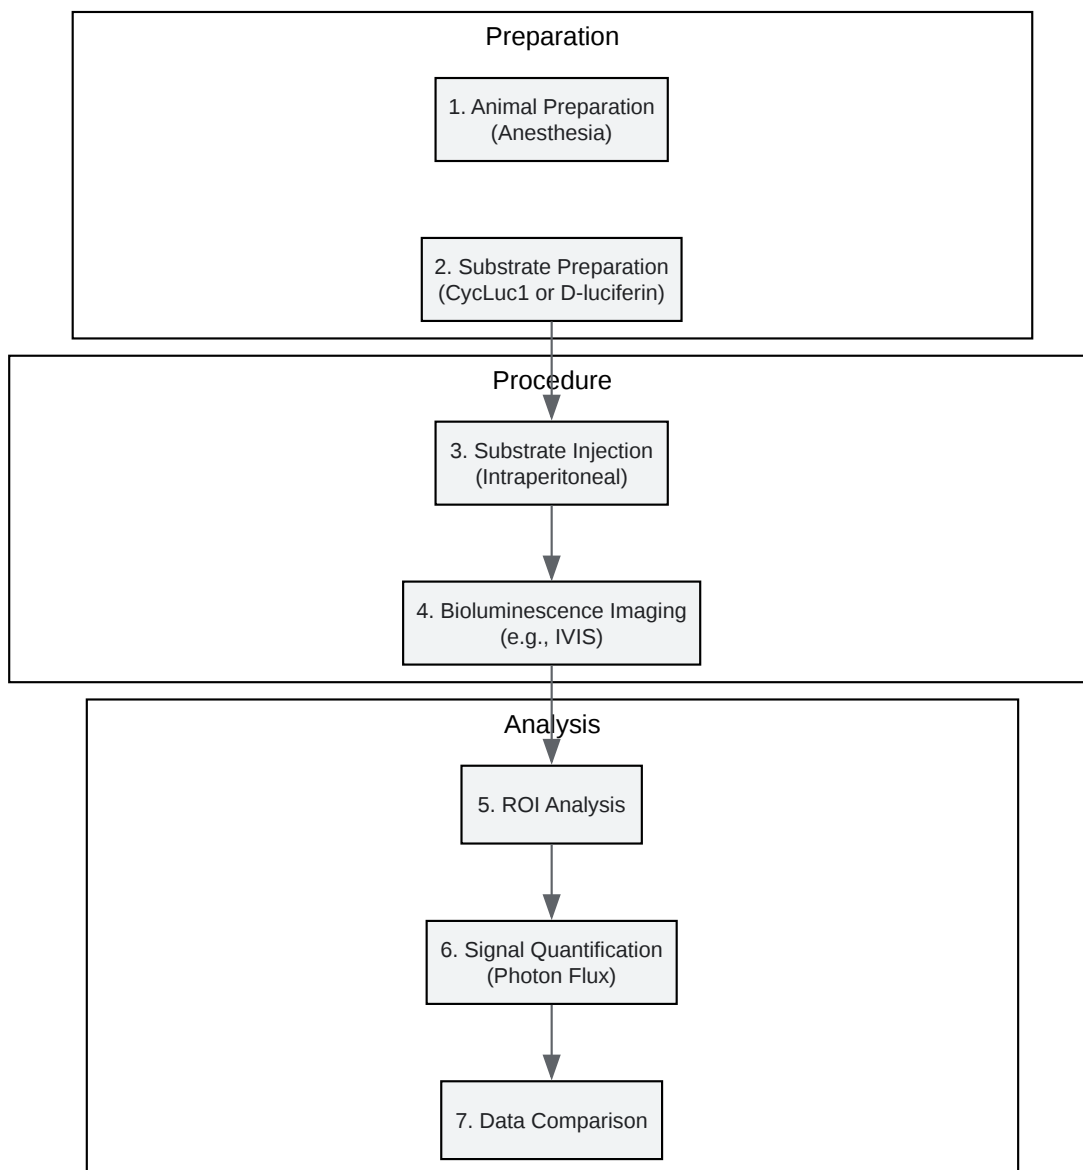 Preparation
1. Animal Preparation
(Anesthesia)
2. Substrate Preparation
(CycLuc1 or D-luciferin)
Procedure
3. Substrate Injection
(Intraperitoneal)
4. Bioluminescence Imaging
(e.g., IVIS)
Analysis
5. ROI Analysis
6. Signal Quantification
(Photon Flux)
7. Data Comparison